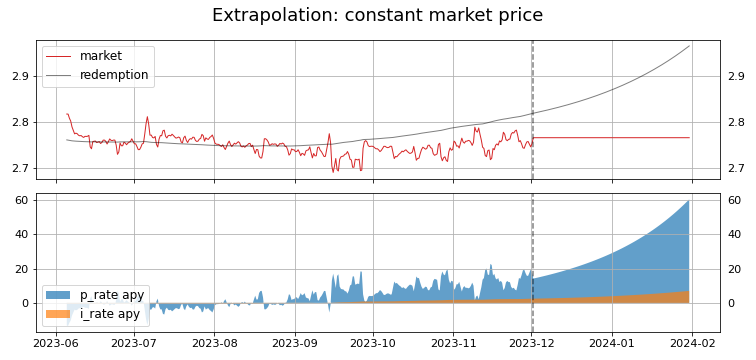 Extrapolation: constant market price
market
redemption
2.9
2.8
2.7
2.9
2.8
2.7
60
40
20
0
60
40
20
0
p_rate apy
i_rate apy
2023-06 2023-07 2023-08 2023-09 2023-10 2023-11 2023-12 2024-01 2024-02